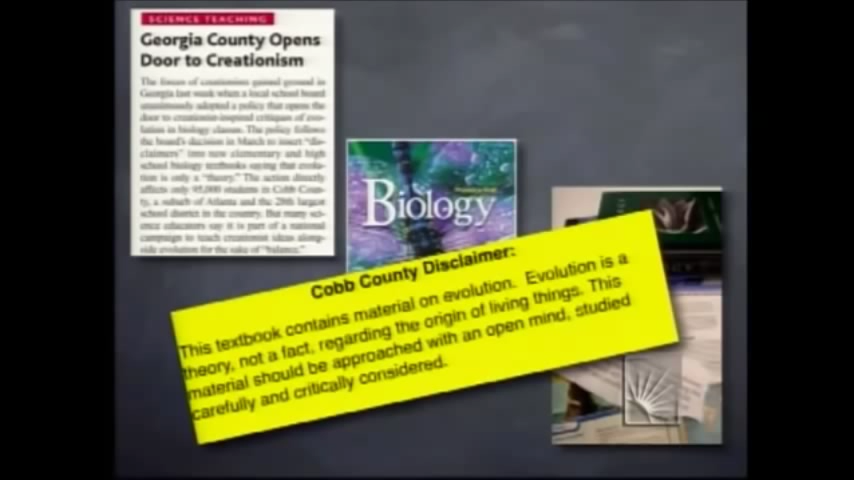 SCIENCE TEACHING
Georgia County Opens
Door to Creationism
The forces of creationism gained ground in
Georgia last week when a local school board
unanimously adopted a policy that opens the
door to creationist-inspired critiques of evo-
lution in biology classes. The policy follows
the board's decision in March to insert "dis-
claimers" into new elementary and high
school biology textbooks saying that evolu-
tion is only a "theory." The action directly
affects only 95,000 students in Cobb Coun-
ty, a suburb of Atlanta and the 28th largest
school district in the country. But many sci-
ence educators say it is part of a national
campaign to teach creationist ideas along-
side evolution for the sake of "balance."
Biology
Cobb County Disclaimer:
This textbook contains material on evolution. Evolution is a
theory, not a fact, regarding the origin of living things. This
material should be approached with an open mind, studied
carefully and critically considered.